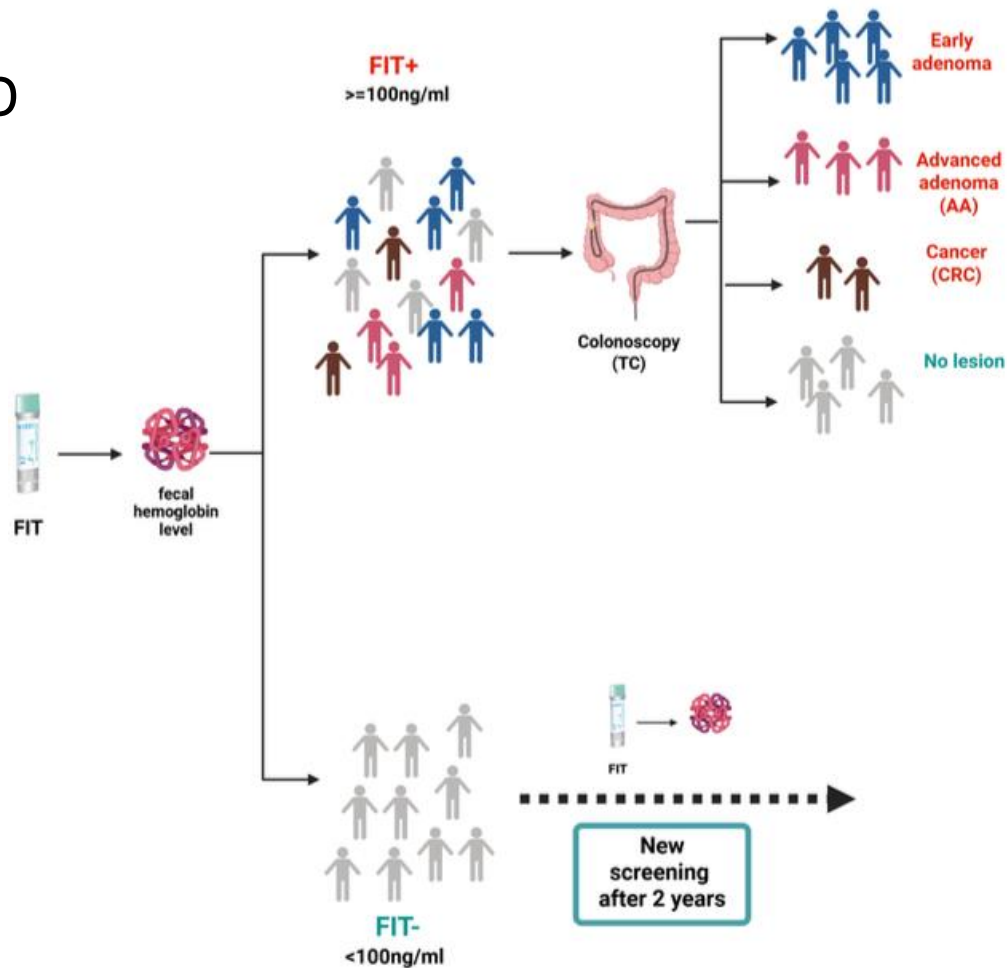 D
FIT+
>=100ng/ml
Early
adenoma
Advanced
adenoma
(AA)
Cancer
(CRC)
No lesion
Colonoscopy
(TC)
FIT
fecal
hemoglobin
level
FIT
New
screening
after 2 years
FIT-
<100ng/ml